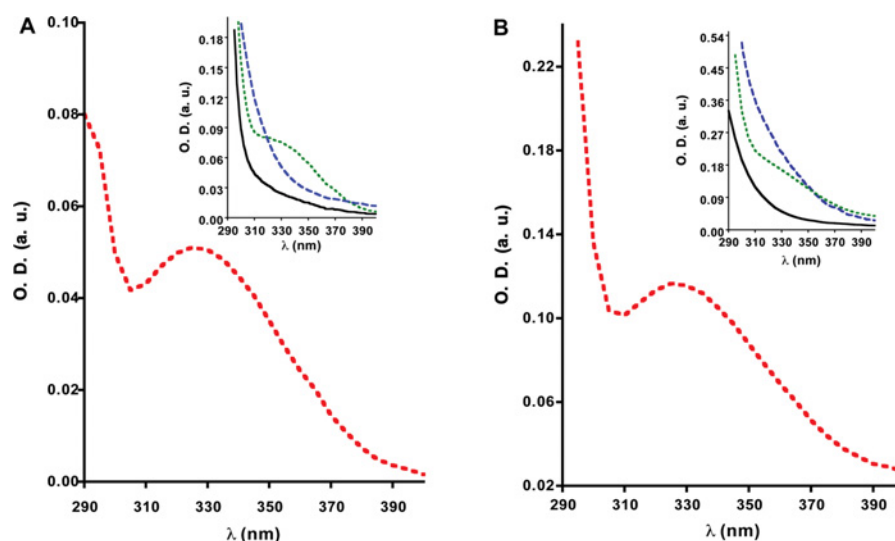 A
O. D. (a. u.)
0.10
0.08
0.06
0.04
0.02
0.00
290 310 330 350 370 390
λ (nm)
O. D. (a. u.)
0.18
0.15
0.12
0.09
0.06
0.03
0.00
290 310 330 350 370 390
λ (nm)
B
O. D. (a. u.)
0.22
0.18
0.14
0.10
0.06
0.02
290 310 330 350 370 390
λ (nm)
O. D. (a. u.)
0.54
0.45
0.36
0.27
0.18
0.09
0.00
290 310 330 350 370 390
λ (nm)